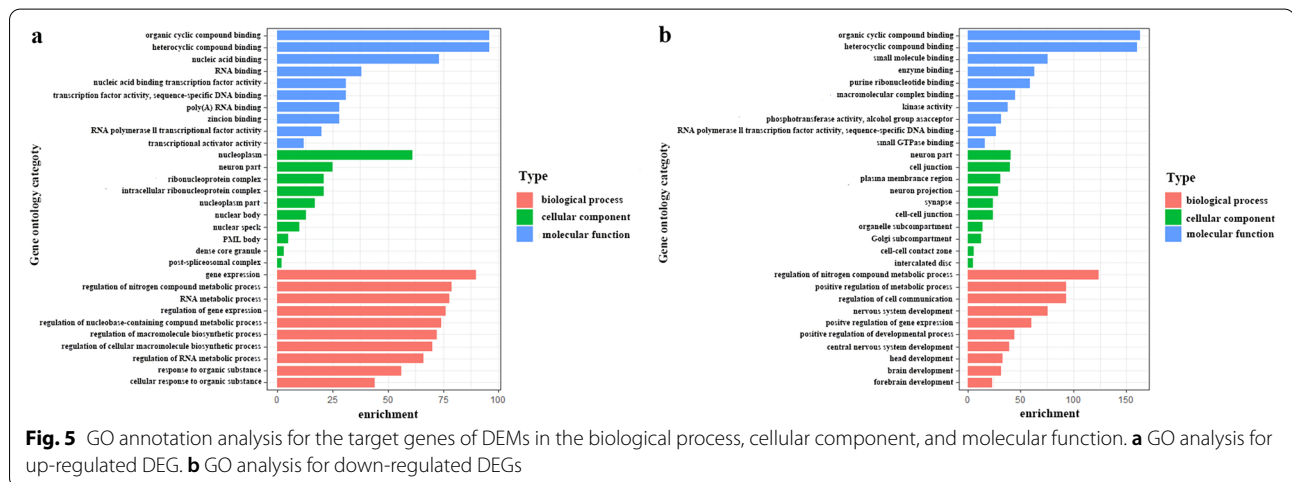 a
organic cyclic compound binding
heterocyclic compound binding
nucleic acid binding
RNA binding
nucleic acid binding transcription factor activity
transcription factor activity, sequence-specific DNA binding
poly(A) RNA binding
zincion binding
RNA polymerse II transcriptional factor activity
transcriptional activator activity
nucleoplasm
neuron part
ribonucleoprotein complex
intracellular ribonucleoprotein complex
nucleoplasm part
nuclear body
nuclear speck
PML body
dense core granule
post-spliceosomal complex
gene expression
regulation of nitrogen compound metabolic process
RNA metabolic process
regulation of gene expression
regulation of nucleobase-containing compund metabolic process
regulation of macromolecule biosynthetic process
regulation of cellular macromolecule biosynthetic process
regulation of RNA metabolic process
response to organic substance
cellular response to organic substance
Gene ontology categoty
0 25 50 75 100
enrichment
Type
biological process
cellular component
molecular function
b
organic cyclic compound binding
heterocyclic compound binding
small molecule binding
enzyme binding
purine ribonucleotide binding
macromolecular complex binding
kinase activity
phosphotransferase activity, alcohol group asacceptor
RNA polymerase II transcription factor activity, sequence-specific DNA binding
small GTPase binding
neuron part
cell junction
plasma membrance region
neuron projection
synapse
cell-cell junction
organelle subcompartment
Golgi subcompartment
cell-cell contact zone
intercalated disc
regulation of nitrogen compound metabolic process
positive regulation of metabolic process
regulation of cell communication
nervous system development
positve regulation of gene expression
positive regulation of developmental process
central nervous system development
head development
brain development
forebrain development
Gene ontology category
0 50 100 150
enrichment
Type
biological process
cellular component
molecular function
Fig. 5 GO annotation analysis for the target genes of DEMs in the biological process, cellular component, and molecular function. a GO analysis for
up-regulated DEG. b GO analysis for down-regulated DEGs